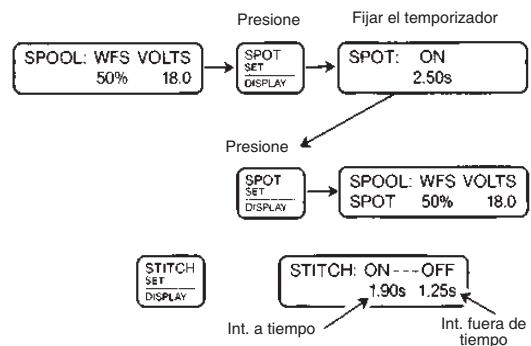 Presione
Fijar el temporizador
SPOOL: WFS VOLTS
50% 18.0
SPOT
SET
DISPLAY
SPOT: ON
2.50s
Presione
SPOT
SET
DISPLAY
SPOOL: WFS VOLTS
SPOT 50% 18.0
STITCH
SET
DISPLAY
STITCH: ON---OFF
1.90s 1.25s
Int. a tiempo
Int. fuera de
tiempo